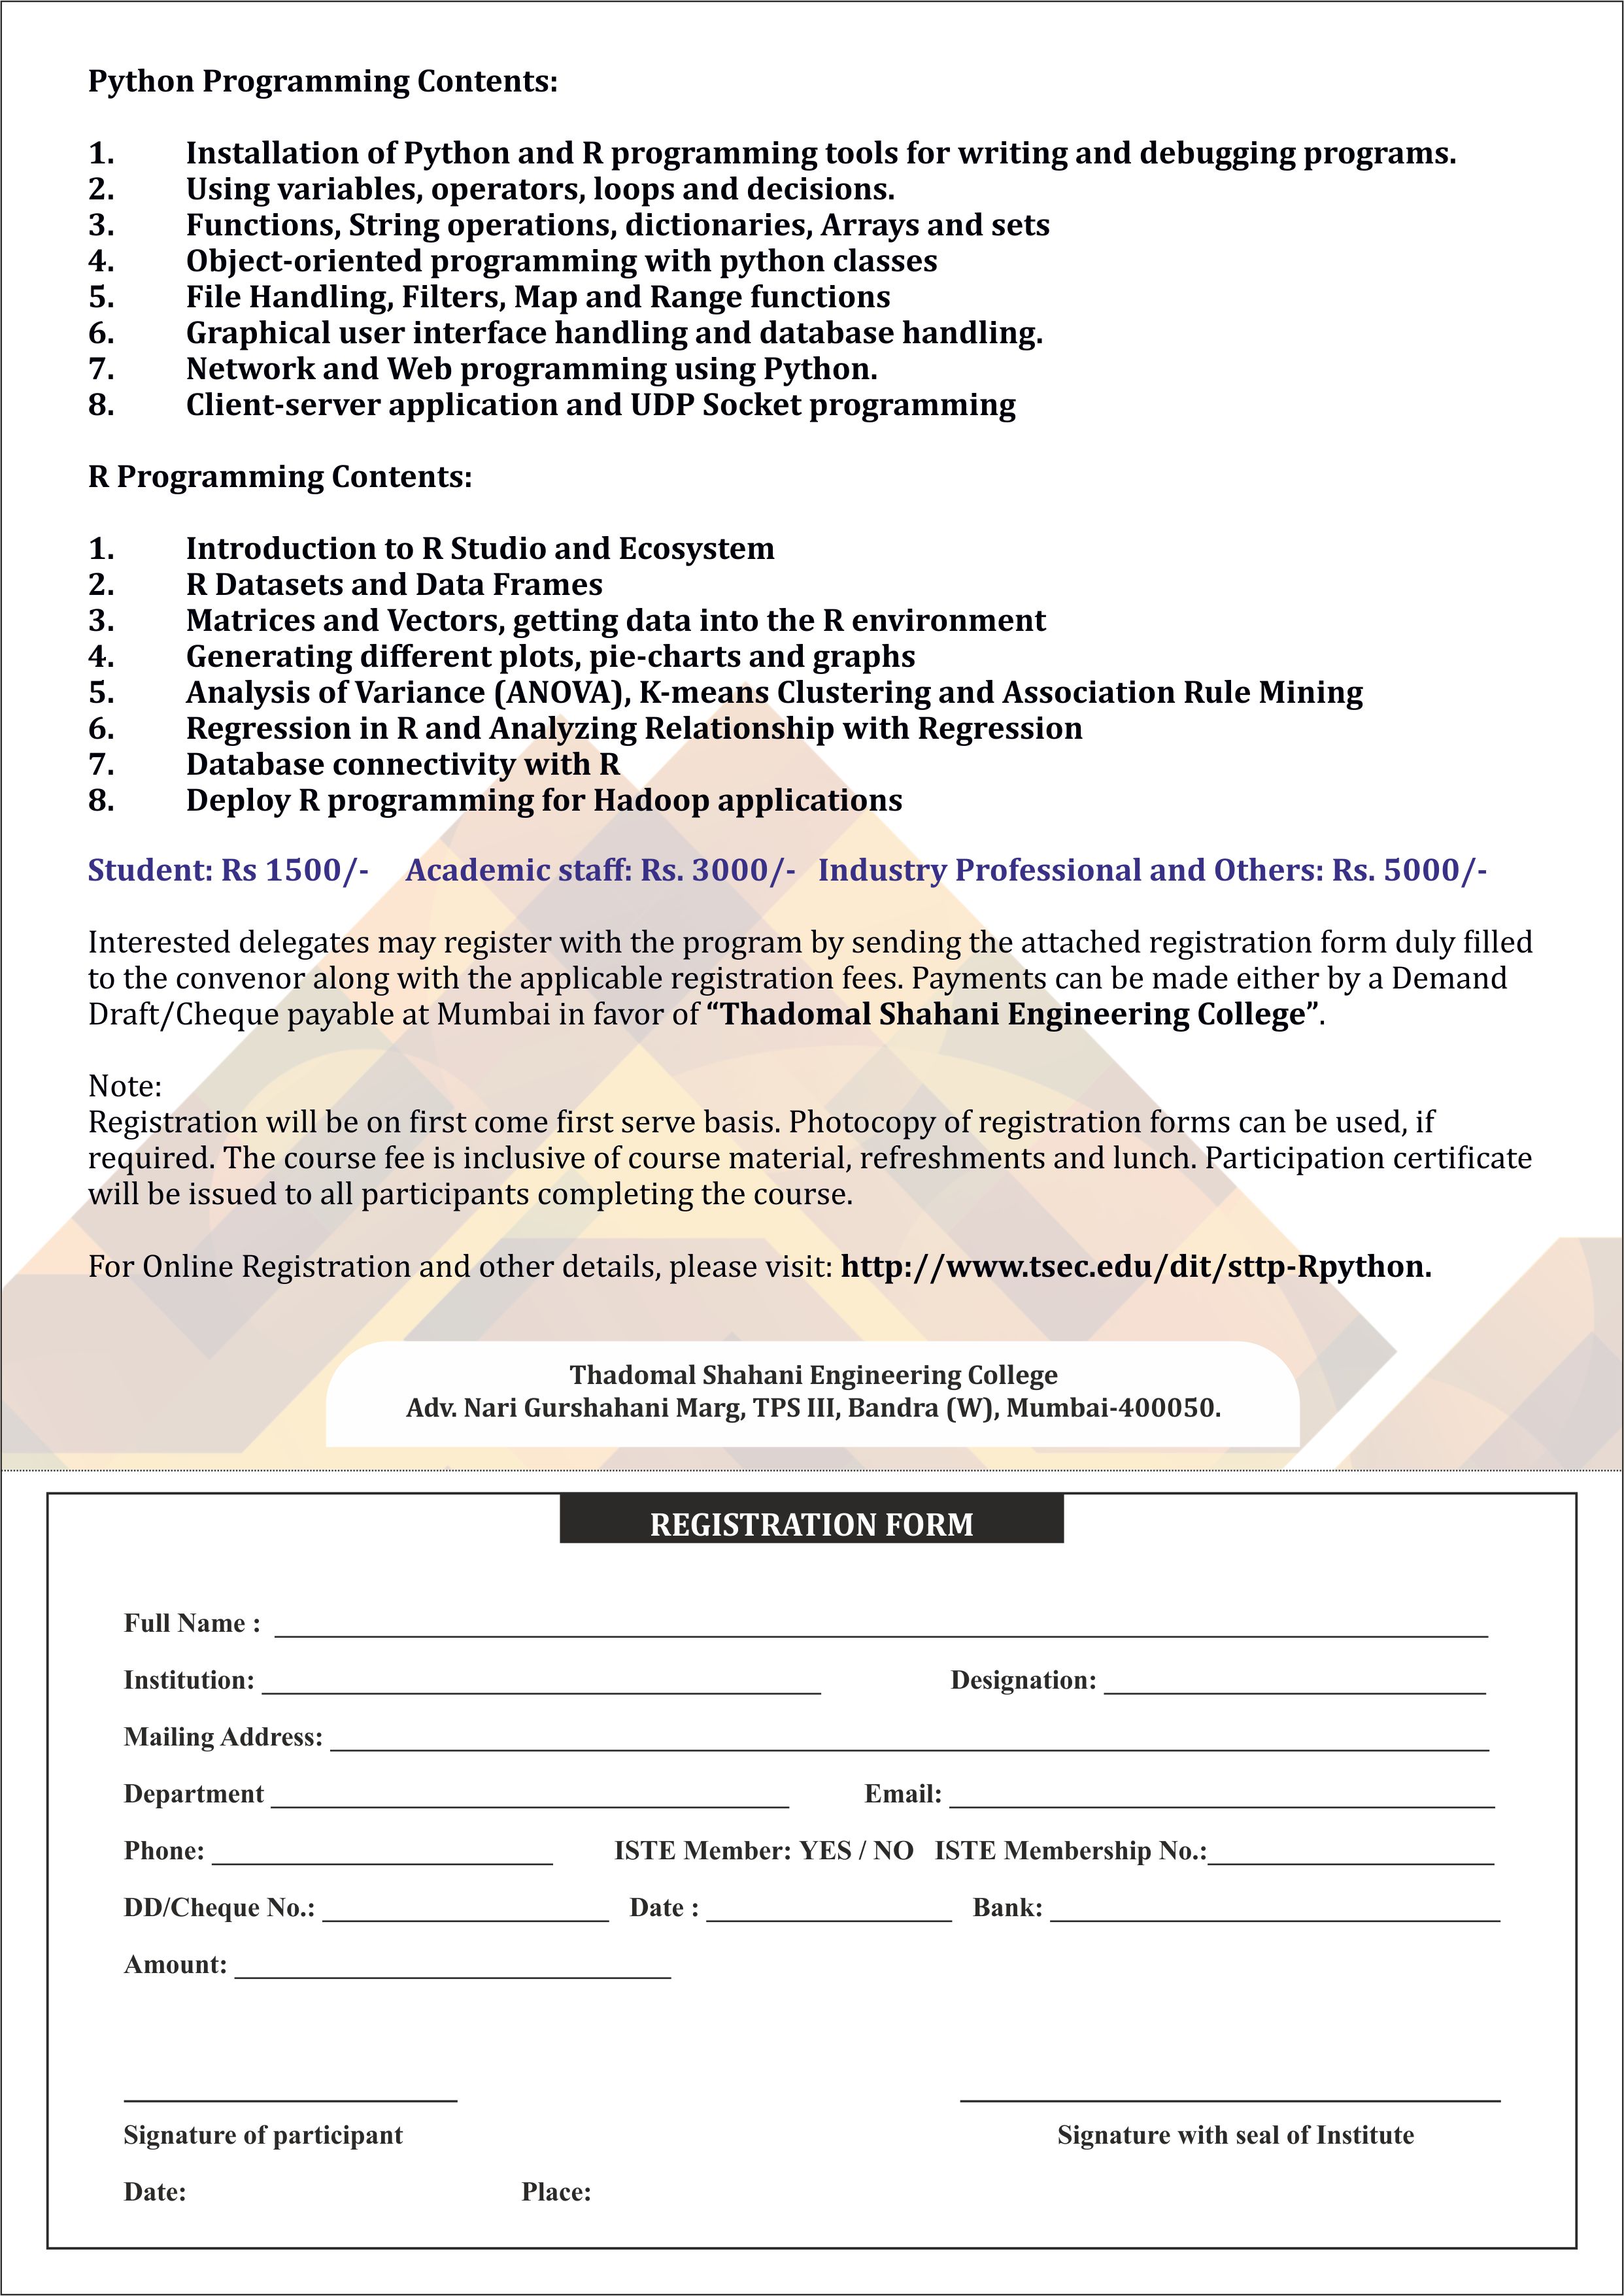 Python Programming Contents:
1. Installation of Python and R programming tools for writing and debugging programs.
2. Using variables, operators, loops and decisions.
3. Functions, String operations, dictionaries, Arrays and sets
4. Object-oriented programming with python classes
5. File Handling, Filters, Map and Range functions
6. Graphical user interface handling and database handling.
7. Network and Web programming using Python.
8. Client-server application and UDP Socket programming
R Programming Contents:
1. Introduction to R Studio and Ecosystem
2. R Datasets and Data Frames
3. Matrices and Vectors, getting data into the R environment
4. Generating different plots, pie-charts and graphs
5. Analysis of Variance (ANOVA), K-means Clustering and Association Rule Mining
6. Regression in R and Analyzing Relationship with Regression
7. Database connectivity with R
8. Deploy R programming for Hadoop applications
Student: Rs 1500/- Academic staff: Rs. 3000/- Industry Professional and Others: Rs. 5000/-
Interested delegates may register with the program by sending the attached registration form duly filled
to the convenor along with the applicable registration fees. Payments can be made either by a Demand
Draft/Cheque payable at Mumbai in favor of “Thadomal Shahani Engineering College”.
Note:
Registration will be on first come first serve basis. Photocopy of registration forms can be used, if
required. The course fee is inclusive of course material, refreshments and lunch. Participation certificate
will be issued to all participants completing the course.
For Online Registration and other details, please visit: http://www.tsec.edu/dit/sttp-Rpython.
Thadomal Shahani Engineering College
Adv. Nari Gurshahani Marg, TPS III, Bandra (W), Mumbai-400050.
REGISTRATION FORM
Full Name :
Institution: Designation:
Mailing Address:
Department Email:
Phone: ISTE Member: YES / NO ISTE Membership No.:
DD/Cheque No.: Date : Bank:
Amount:
Signature of participant Signature with seal of Institute
Date: Place: